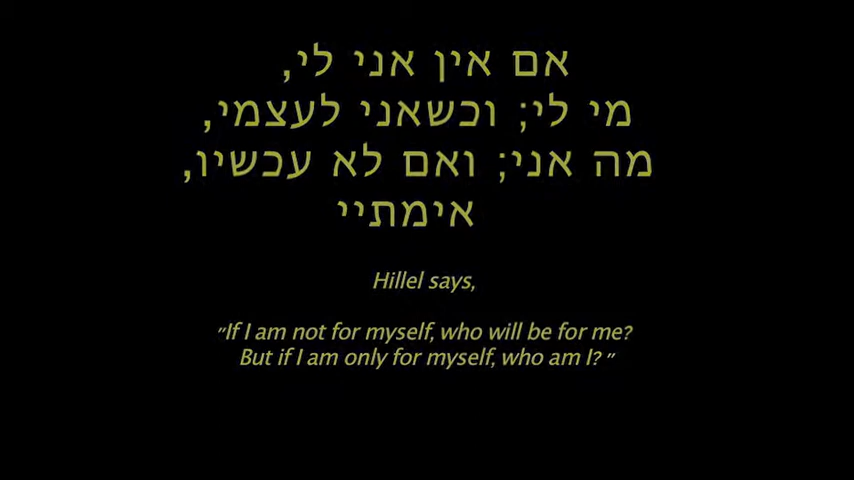 אם אין אני לי,
מי לי; וכשאני לעצמי,
מה אני; ואם לא עכשיו,
אימתיי
Hillel says,
"If I am not for myself, who will be for me?
But if I am only for myself, who am I? "